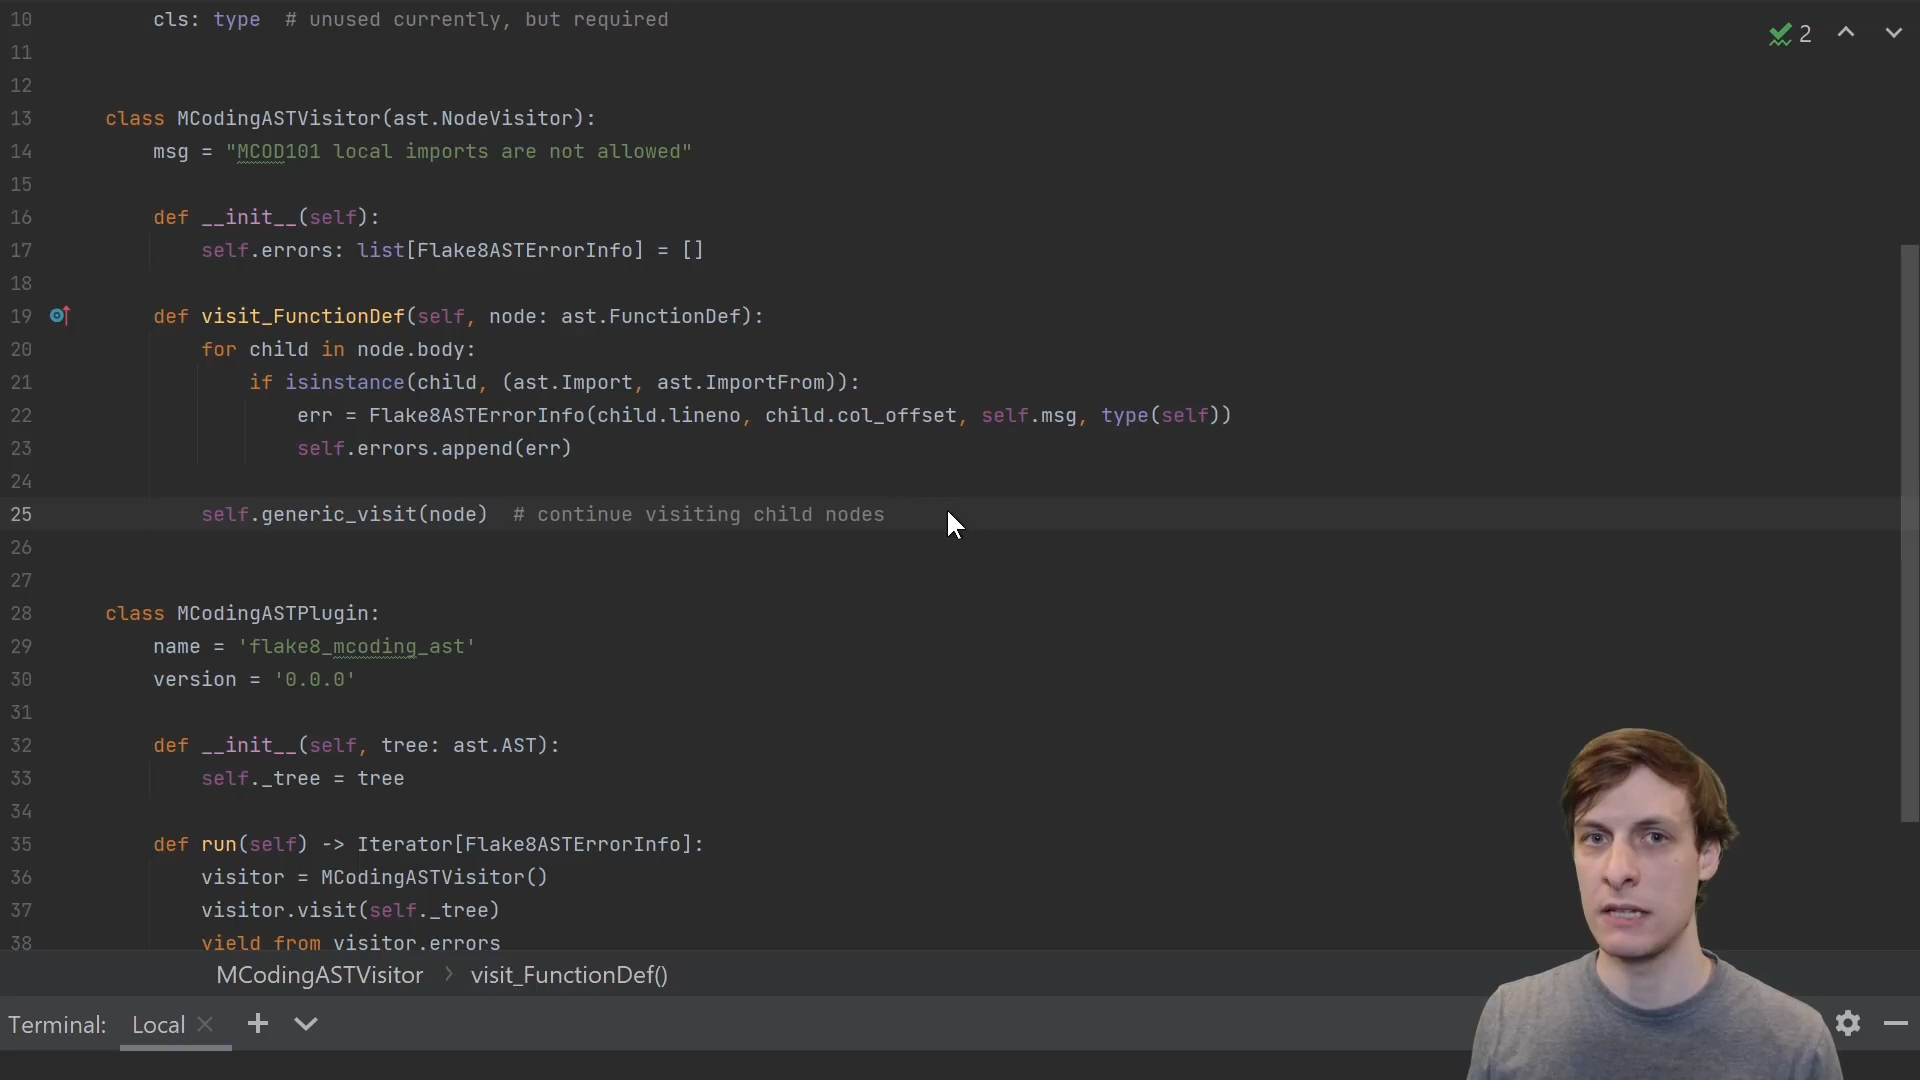 10 cls: type # unused currently, but required
2
11
12
13 class MCodingASTVisitor(ast.NodeVisitor):
14 msg = "MCOD101 local imports are not allowed"
15
16 def __init__(self):
17 self.errors: list[Flake8ASTErrorInfo] = []
18
19 def visit_FunctionDef(self, node: ast.FunctionDef):
20 for child in node.body:
21 if isinstance(child, (ast.Import, ast.ImportFrom)):
22 err = Flake8ASTErrorInfo(child.lineno, child.col_offset, self.msg, type(self))
23 self.errors.append(err)
24
25 self.generic_visit(node) # continue visiting child nodes
26
27
28 class MCodingASTPlugin:
29 name = 'flake8_mcoding_ast'
30 version = '0.0.0'
31
32 def __init__(self, tree: ast.AST):
33 self._tree = tree
34
35 def run(self) -> Iterator[Flake8ASTErrorInfo]:
36 visitor = MCodingASTVisitor()
37 visitor.visit(self._tree)
38 yield from visitor.errors
MCodingASTVisitor > visit_FunctionDef()
Terminal: Local × +